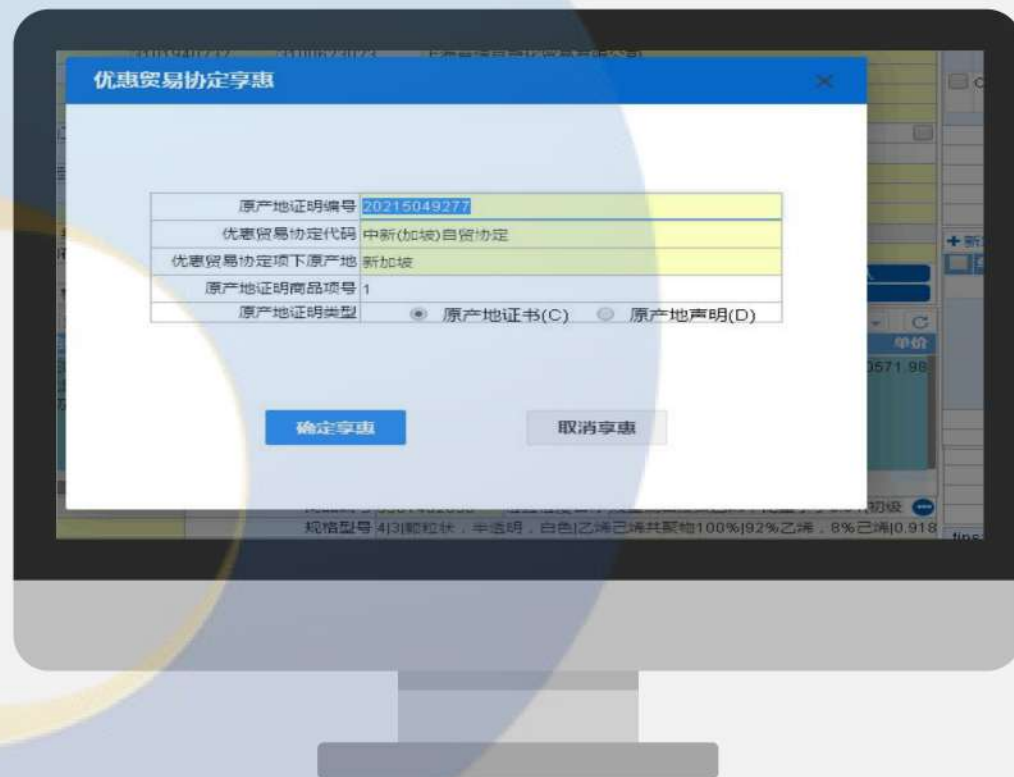 优惠贸易协定享惠
原产地证明编号 20215049277
优惠贸易协定代码 中新(加坡)自贸协定
优惠贸易协定项下原产地 新加坡
原产地证明商品项号 1
原产地证明类型 原产地证书(C) 原产地声明(D)
单价
0571.98
确定享惠 取消享惠
初级
规格型号 4|3|颗粒状，半透明，白色|乙烯己烯共聚物100%|92%乙烯，8%己烯|0.918